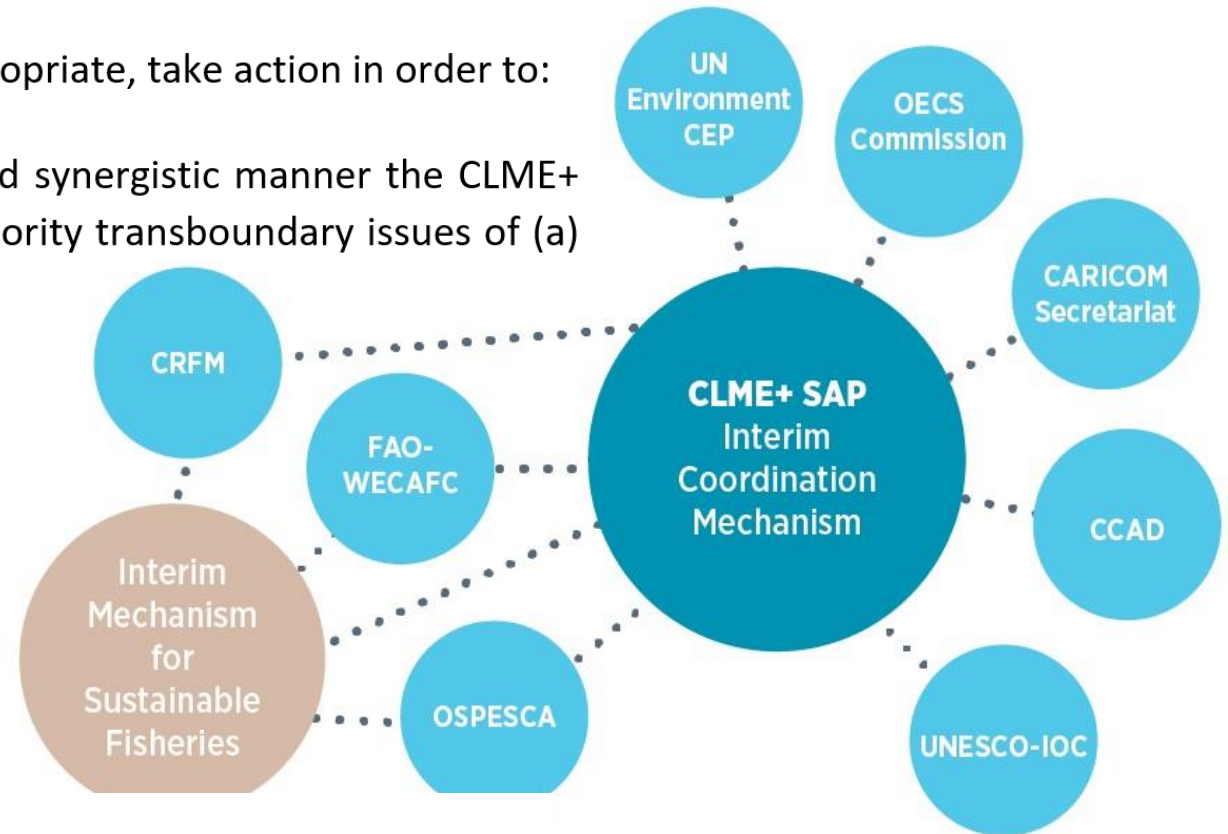 opriate, take action in order to:
d synergistic manner the CLME+
ority transboundary issues of (a)
UN
Environment
CEP
OECS
Commission
CARICOM
Secretariat
CRFM
FAO-
WECAFC
CLME+ SAP
Interim
Coordination
Mechanism
CCAD
Interim
Mechanism
for
Sustainable
Fisheries
OSPESCA
UNESCO-IOC